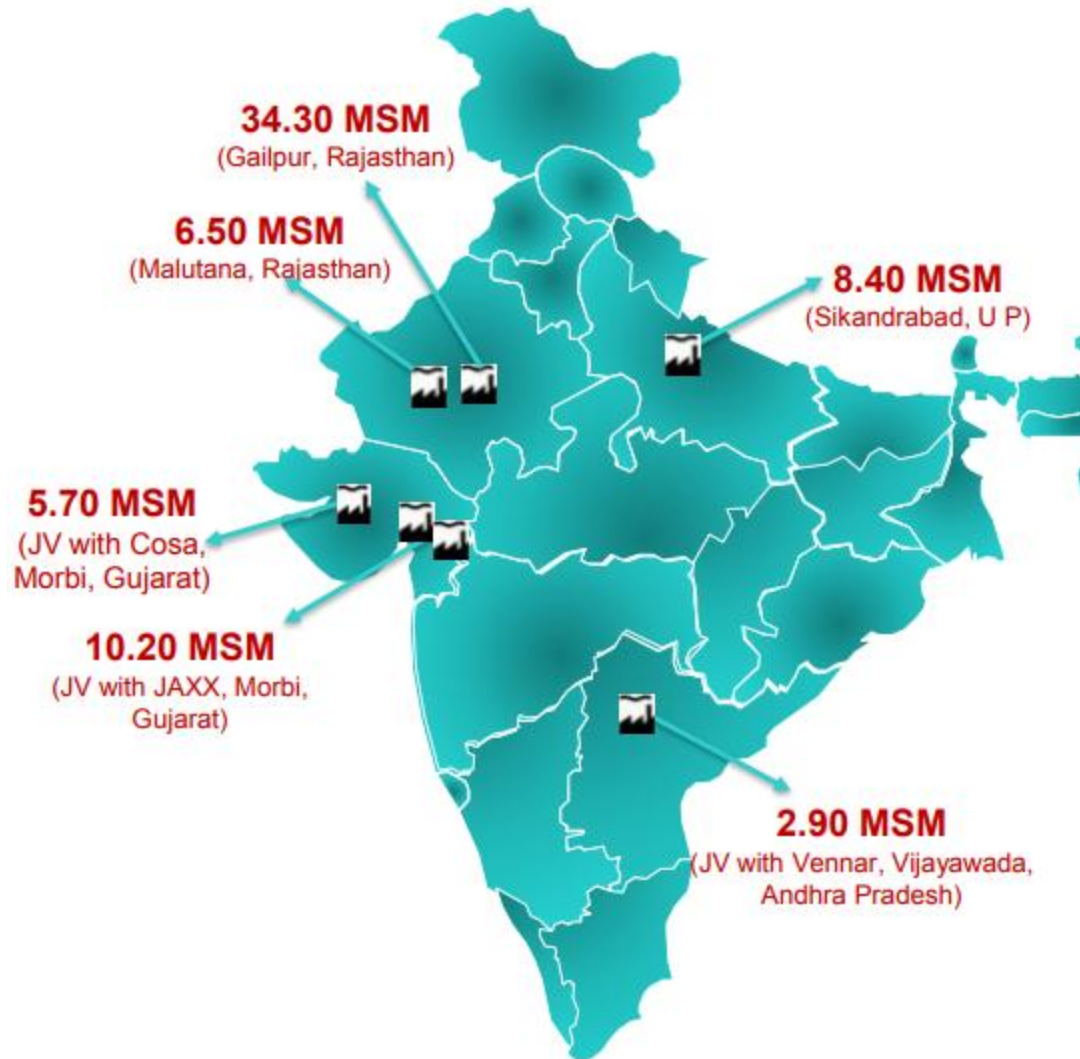 34.30 MSM
(Gailpur, Rajasthan)
6.50 MSM
(Malutana, Rajasthan)
8.40 MSM
(Sikandrabad, U P)
5.70 MSM
(JV with Cosa,
Morbi, Gujarat)
10.20 MSM
(JV with JAXX, Morbi,
Gujarat)
2.90 MSM
(JV with Vennar, Vijayawada,
Andhra Pradesh)